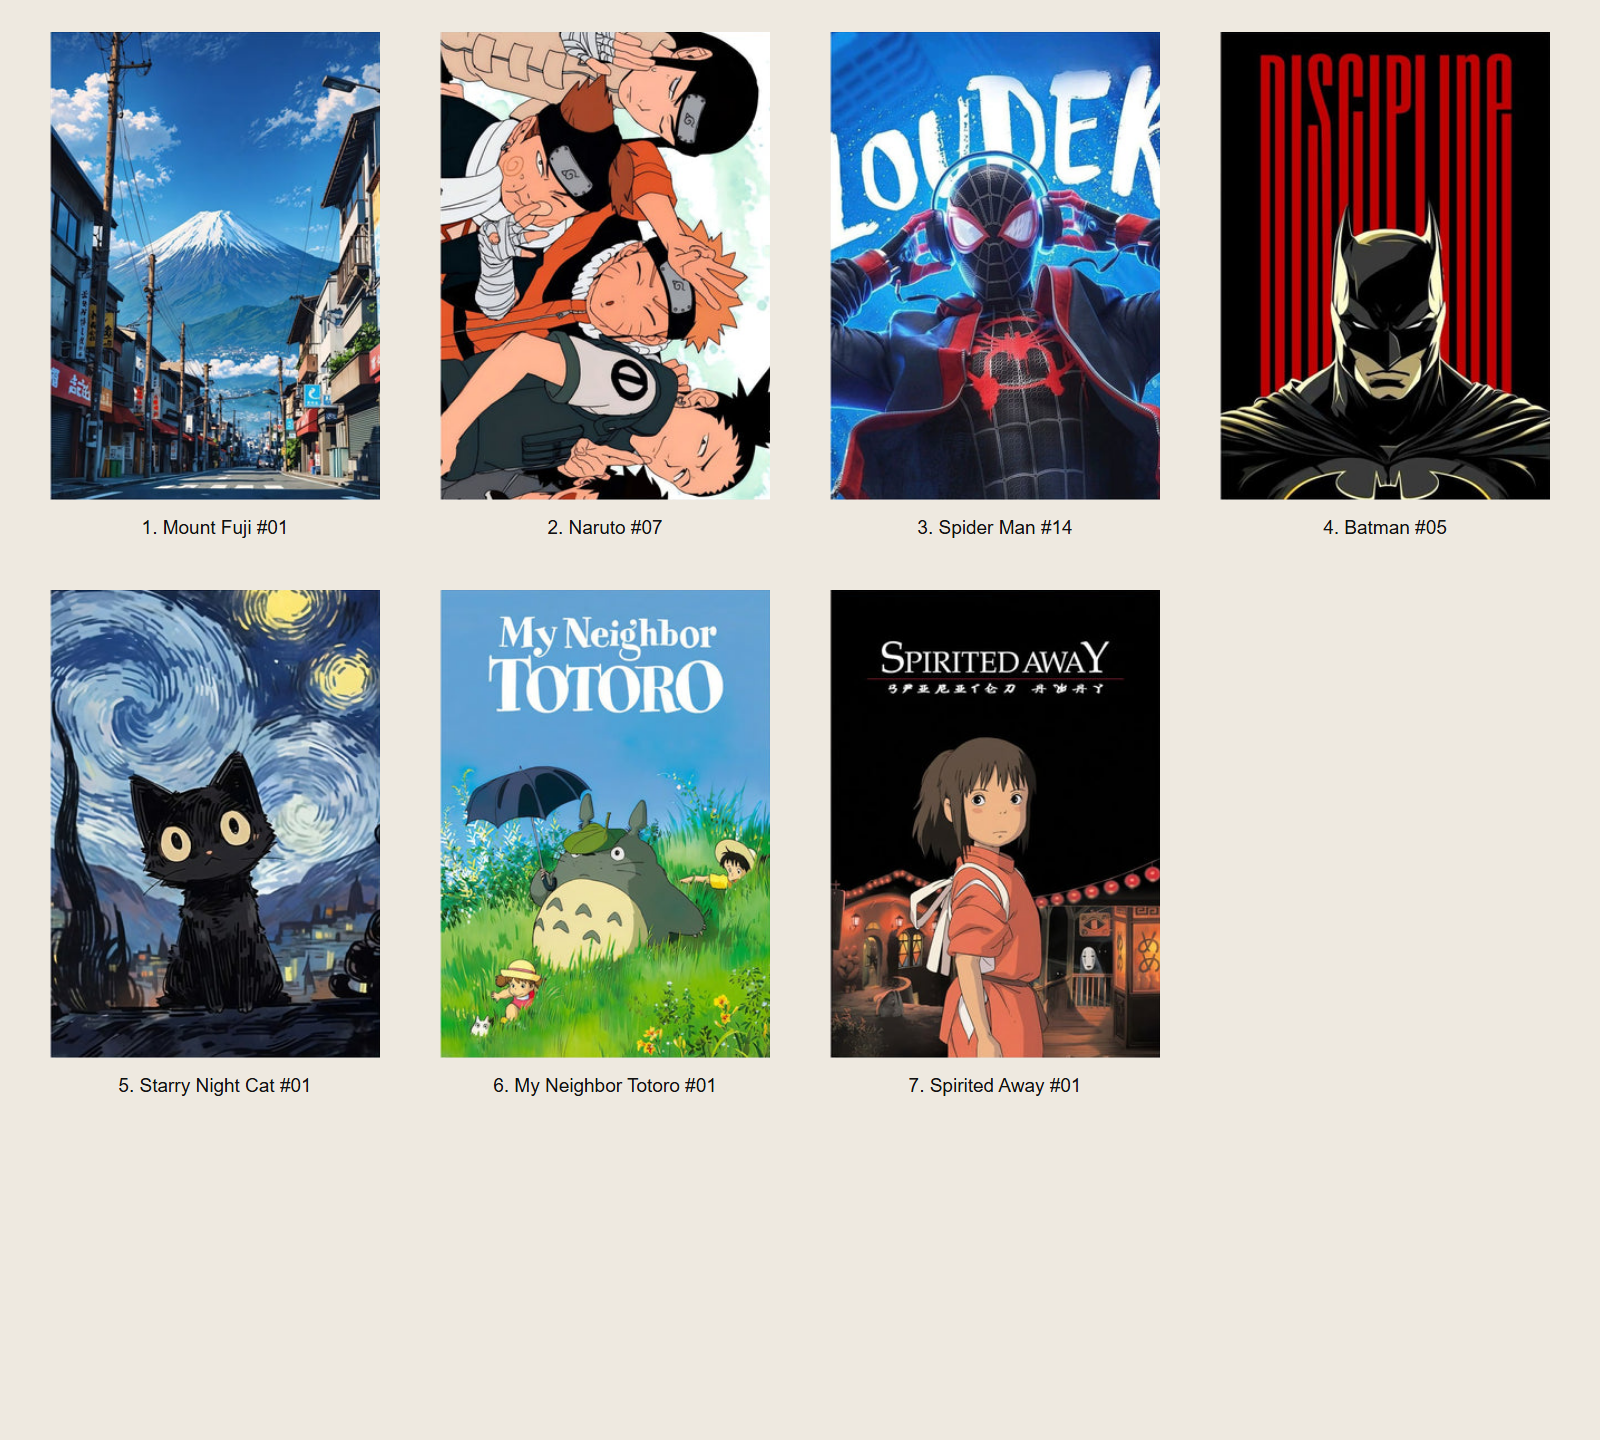 LOUDER
DISCIPLINE
1. Mount Fuji #01
2. Naruto #07
3. Spider Man #14
4. Batman #05
My Neighbor
TOTORO
SPIRITED AWAY
5. Starry Night Cat #01
6. My Neighbor Totoro #01
7. Spirited Away #01